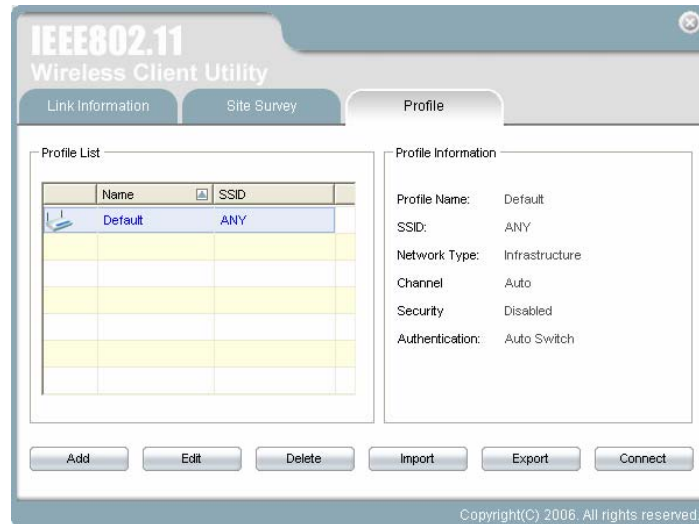 IEEE802.11
Wireless Client Utility
Link Information Site Survey Profile
Profile List
Name SSID
Default ANY
Profile Information
Profile Name: Default
SSID: ANY
Network Type: Infrastructure
Channel Auto
Security Disabled
Authentication: Auto Switch
Add Edit Delete Import Export Connect
Copyright(C) 2006. All rights reserved